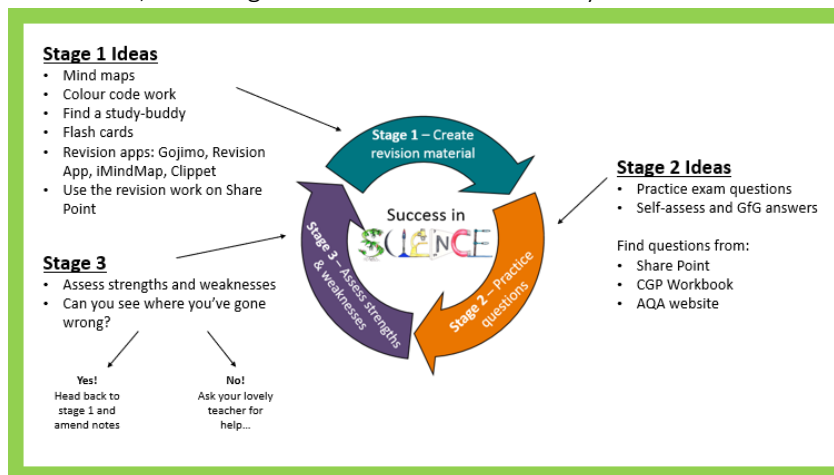 Stage 1 Ideas
• Mind maps
• Colour code work
• Find a study-buddy
• Flash cards
• Revision apps: Gojimo, Revision
App, iMindMap, Clippet
• Use the revision work on Share
Point
Stage 1 – Create
revision material
Stage 2 Ideas
• Practice exam questions
• Self-assess and GfG answers
Find questions from:
• Share Point
• CGP Workbook
• AQA website
Success in
SCIENCE
Stage 2 – Practice
questions
Stage 3 – Assess strengths
& weaknesses
Stage 3
• Assess strengths and weaknesses
• Can you see where you've gone
wrong?
Yes!
Head back to
stage 1 and
amend notes
No!
Ask your lovely
teacher for
help...